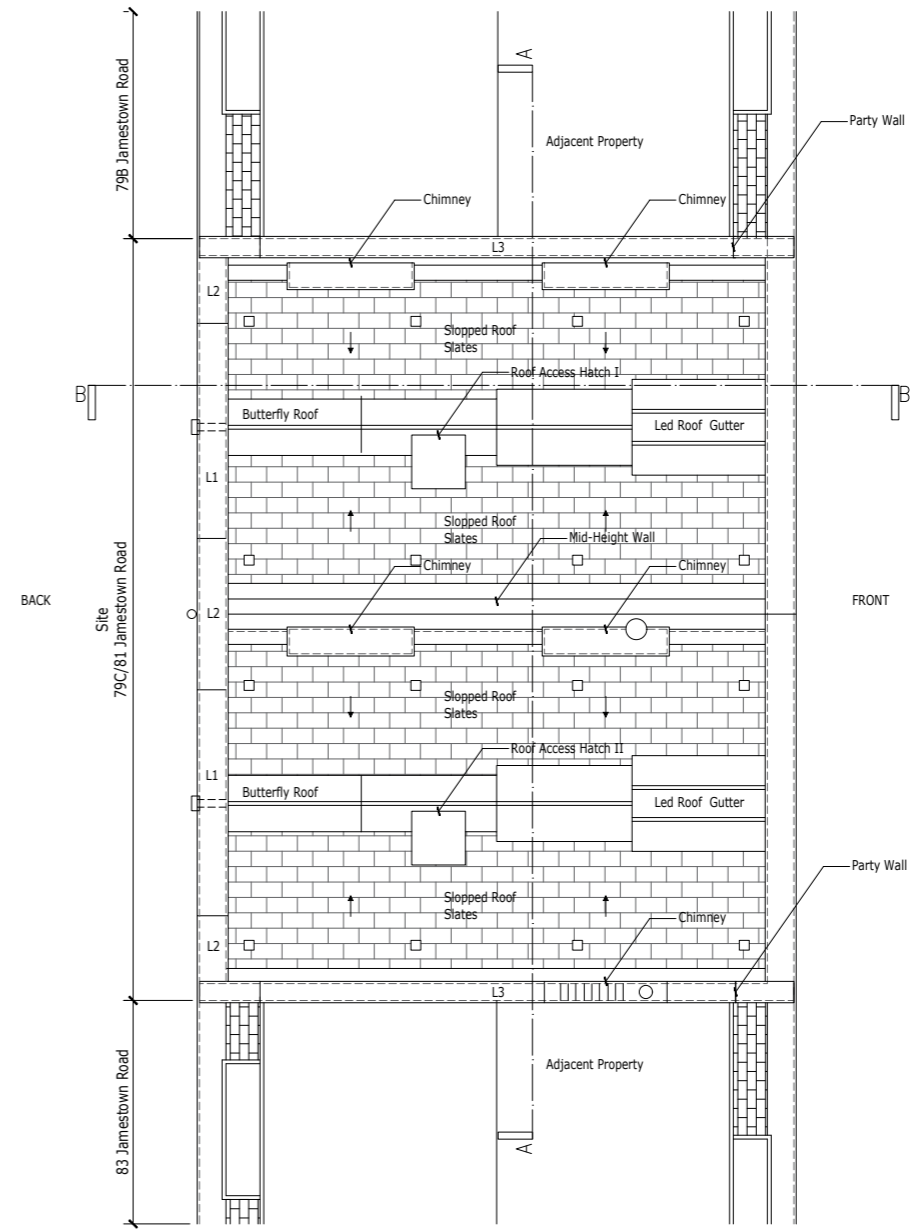 A
79B Jamestown Road
Party Wall
Adjacent Property
Chimney
Chimney
L3
L2
Slopped Roof
Slates
Roof Access Hatch I
B
B
Butterfly Roof
Led Roof Gutter
L1
Slopped Roof
Slates
Mid-Height Wall
Chimney
Chimney
BACK
Site
79C/81 Jamestown Road
L2
FRONT
Slopped Roof
Slates
Roof Access Hatch II
L1
Butterfly Roof
Led Roof Gutter
Party Wall
Slopped Roof
Slates
Chimney
L2
L3
Adjacent Property
83 Jamestown Road
A